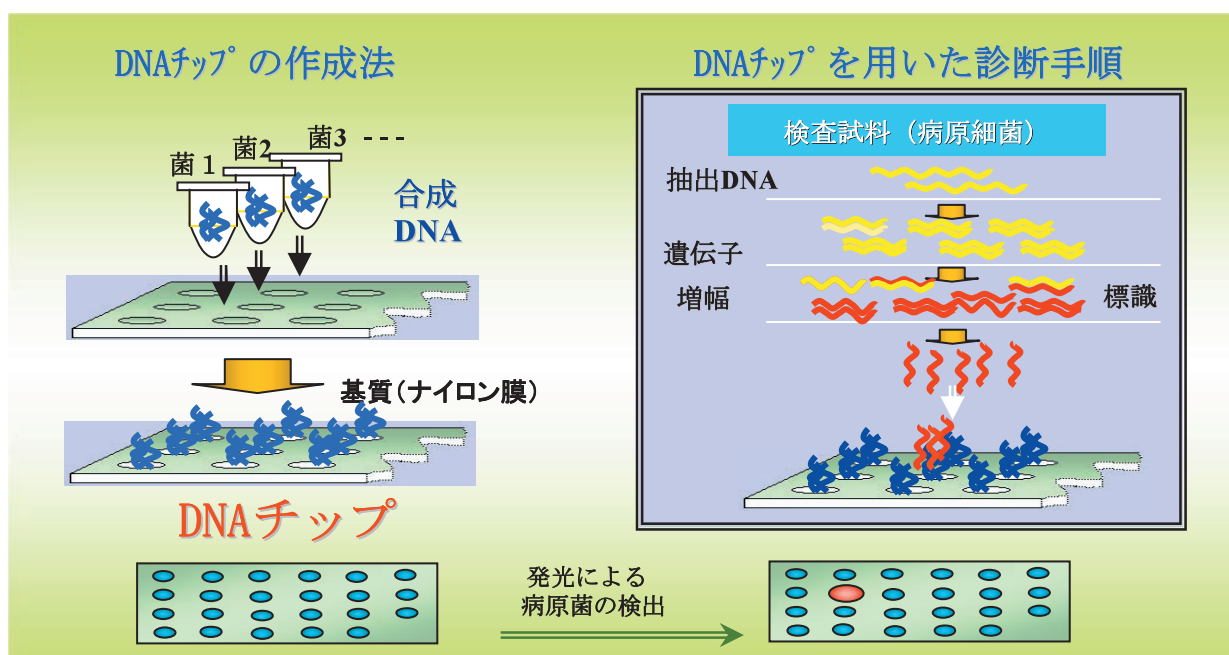 DNAﾁｯﾌﾟの作成法
菌１
菌2
菌3 ---
合成
DNA
基質（ナイロン膜）
DNAチップ
DNAﾁｯﾌﾟを用いた診断手順
検査試料（病原細菌）
抽出DNA
遺伝子
増幅
標識
発光による
病原菌の検出